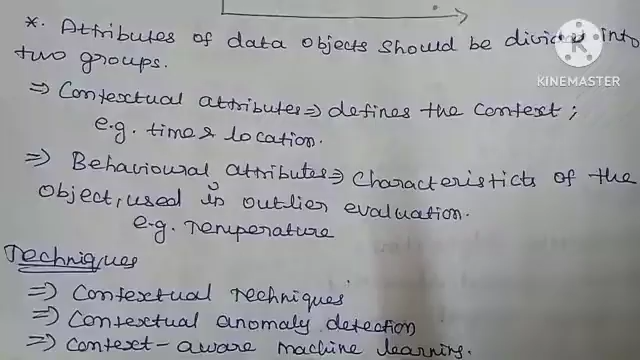 *. Attributes of data objects should be divided into
two groups.
⇒ Contextual attributes ⇒ defines the context;
e.g. time & location.
⇒ Behavioural attributes ⇒ characteristicts of the
object, used in outlier evaluation.
e.g. Temperature
Techniques
⇒ Contextual Techniques
⇒ Contextual anomaly detection
⇒ Context-aware machine learning.
KINEMASTER